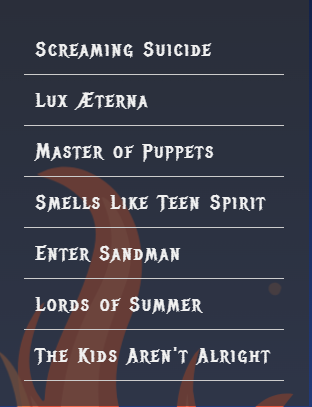 Screaming Suicide
Lux Æterna
Master of Puppets
Smells Like Teen Spirit
Enter Sandman
Lords of Summer
The Kids Aren't Alright